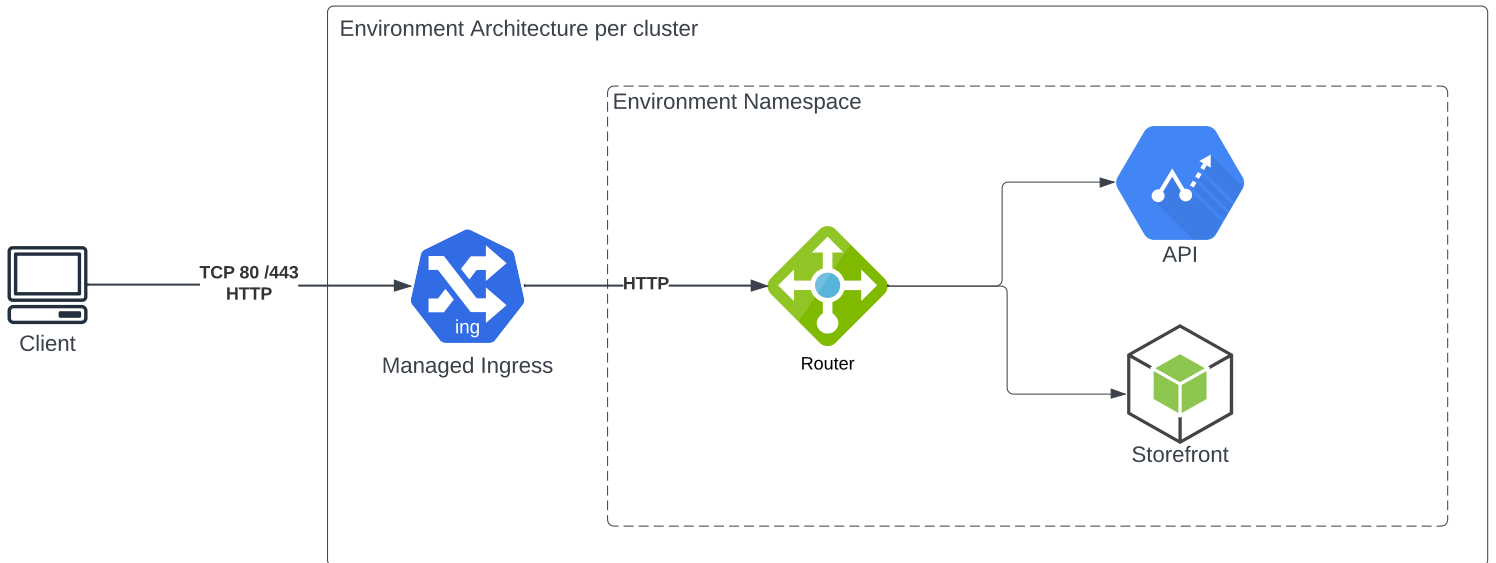 Environment Architecture per cluster
Environment Namespace
TCP 80 /443
HTTP
Client
ing
Managed Ingress
HTTP
Router
API
Storefront